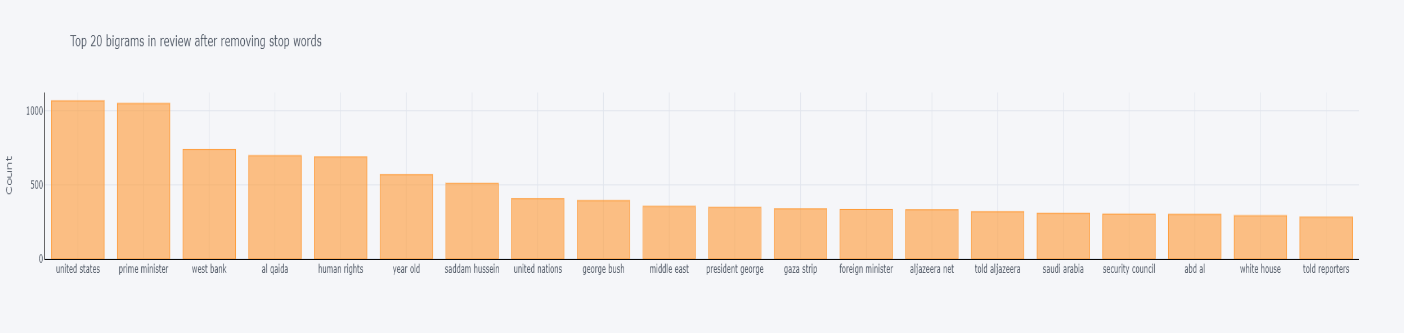 Top 20 bigrams in review after removing stop words
1000
500
0
Count
united states prime minister west bank al qaida human rights year old saddam hussein united nations george bush middle east president george gaza strip foreign minister aljazeera net told aljazeera saudi arabia security council abd al white house told reporters